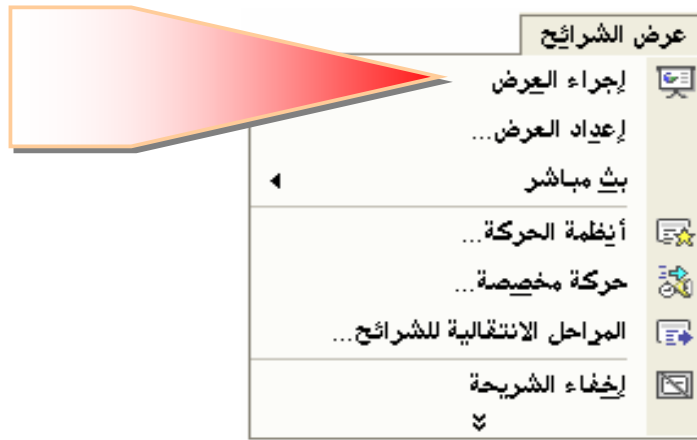 عرض الشرائح
إجراء العرض
إعداد العرض...
بث مباشر
أنظمة الحركة...
حركة مخصصة...
المراحل الانتقالية للشرائح...
إخفاء الشريحة